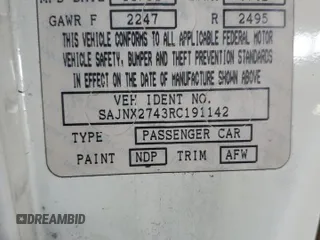 GAWR F 2247 R 2495
THIS VEHICLE CONFORMS TO ALL APPLICABLE FEDERAL MOTOR
VEHICLE SAFETY, BUMPER AND THEFT PREVENTION STANDARDS
IN EFFECT ON THE DATE OF MANUFACTURE SHOWN ABOVE
VEH IDENT NO.
SAJNX2743RC191142
TYPE PASSENGER CAR
PAINT NDP TRIM AFW
©DREAMBID